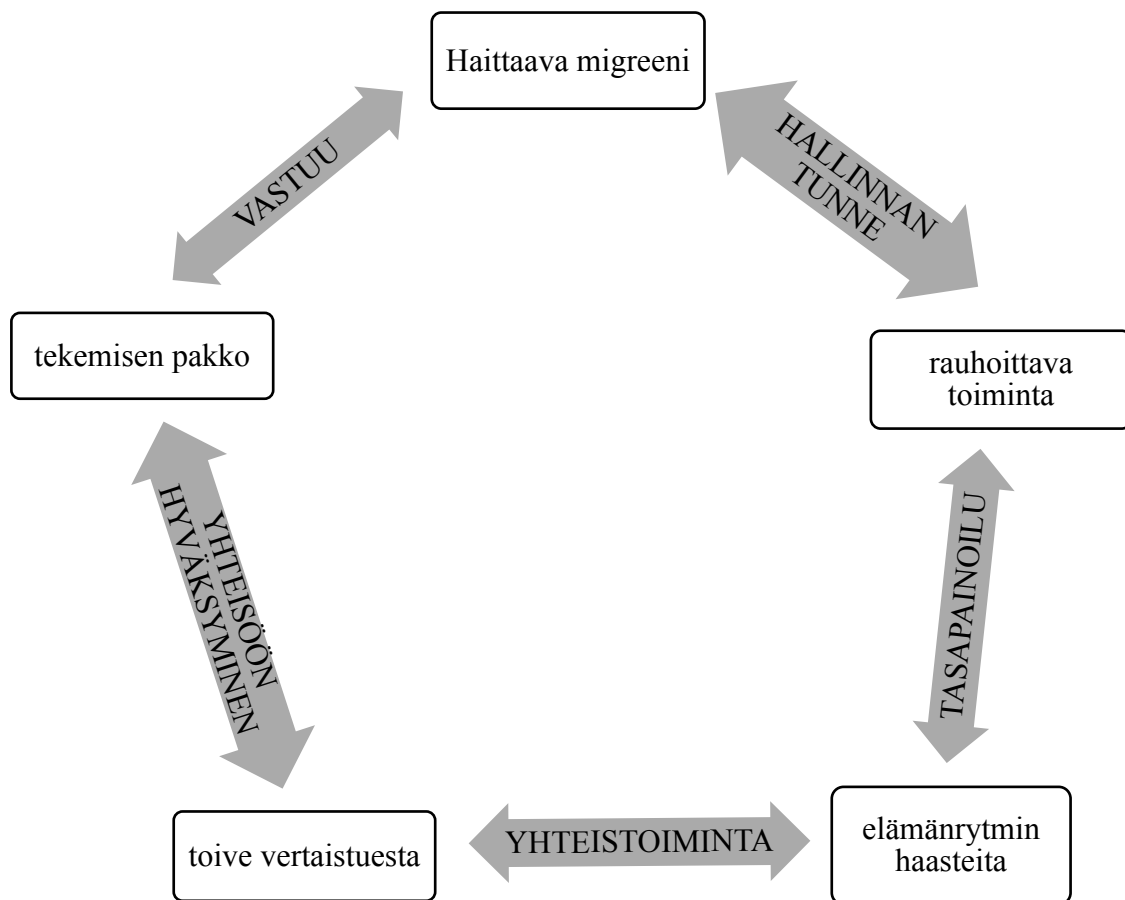 Haittaava migreeni
VASTUU
HALLINNAN
TUNNE
tekemisen pakko
rauhoittava
toiminta
YHTEISÖÖN
HYVÄKSYMINEN
TASAPAINOILU
toive vertaistuesta
YHTEISTOIMINTA
elämänrytmin
haasteita